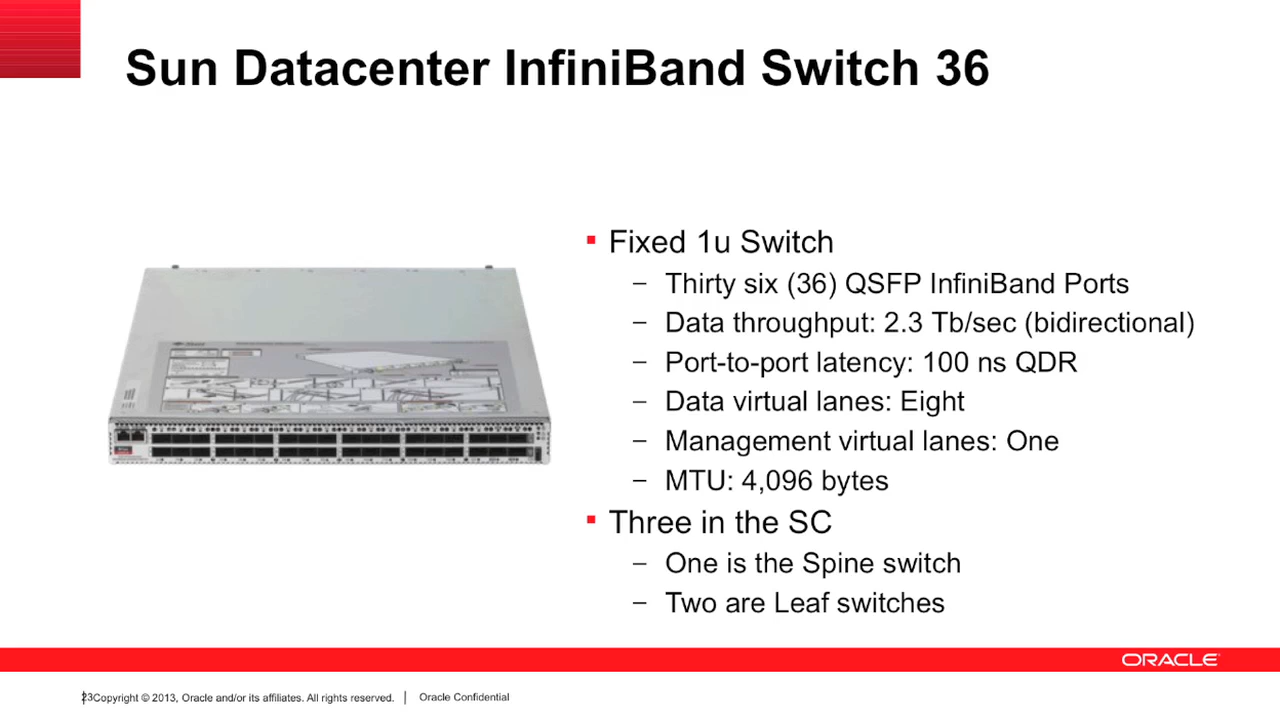 Sun Datacenter InfiniBand Switch 36
Fixed 1u Switch
– Thirty six (36) QSFP InfiniBand Ports
– Data throughput: 2.3 Tb/sec (bidirectional)
– Port-to-port latency: 100 ns QDR
– Data virtual lanes: Eight
– Management virtual lanes: One
– MTU: 4,096 bytes
Three in the SC
– One is the Spine switch
– Two are Leaf switches
ORACLE
23 Copyright © 2013, Oracle and/or its affiliates. All rights reserved. | Oracle Confidential